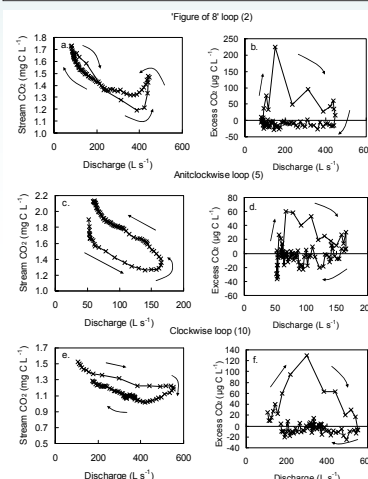 'Figure of 8' loop (2)
Stream CO₂ (mg C L⁻¹)
1.8
1.7
1.6
1.5
1.4
1.3
1.2
1.1
1.0
a.
0 200 400 600
Discharge (L s⁻¹)
Excess CO₂ (µg C L⁻¹)
250
200
150
100
50
0
-50
b.
0 200 400 60
Discharge (L s⁻¹)
Anitclockwise loop (5)
Stream CO₂ (mg C L⁻¹)
2.2
2.0
1.8
1.6
1.4
1.2
1.0
c.
0 50 100 150 200
Discharge (L s⁻¹)
Excess CO₂ (µg C L⁻¹)
80
60
40
20
0
-20
-40
-60
d.
0 50 100 150 200
Discharge (L s⁻¹)
Clockwise loop (10)
Stream CO₂ (mg C L⁻¹)
1.7
1.5
1.3
1.1
0.9
0.7
0.5
e.
0 200 400 600
Discharge (L s⁻¹)
Excess CO₂ (µg C L⁻¹)
140
120
100
80
60
40
20
0
-20
-40
f.
0 200 400 60
Discharge (L s⁻¹)